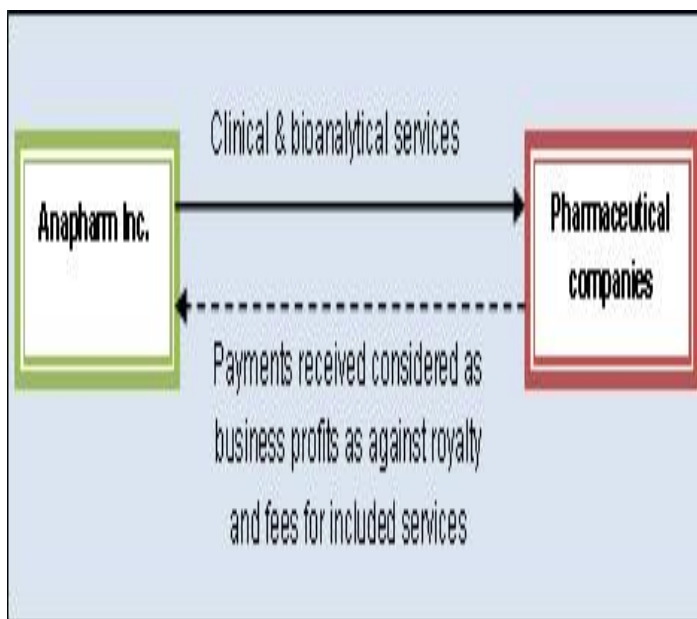 Clinical & bioanalytical services
Anapharm Inc.
Pharmaceutical
companies
Payments received considered as
business profits as against royalty
and fees for included services